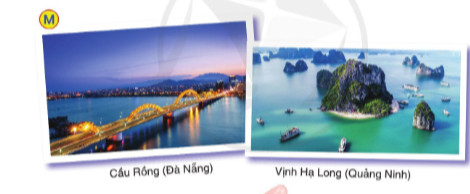 M
Cầu Rồng (Đà Nẵng)
Vịnh Hạ Long (Quảng Ninh)